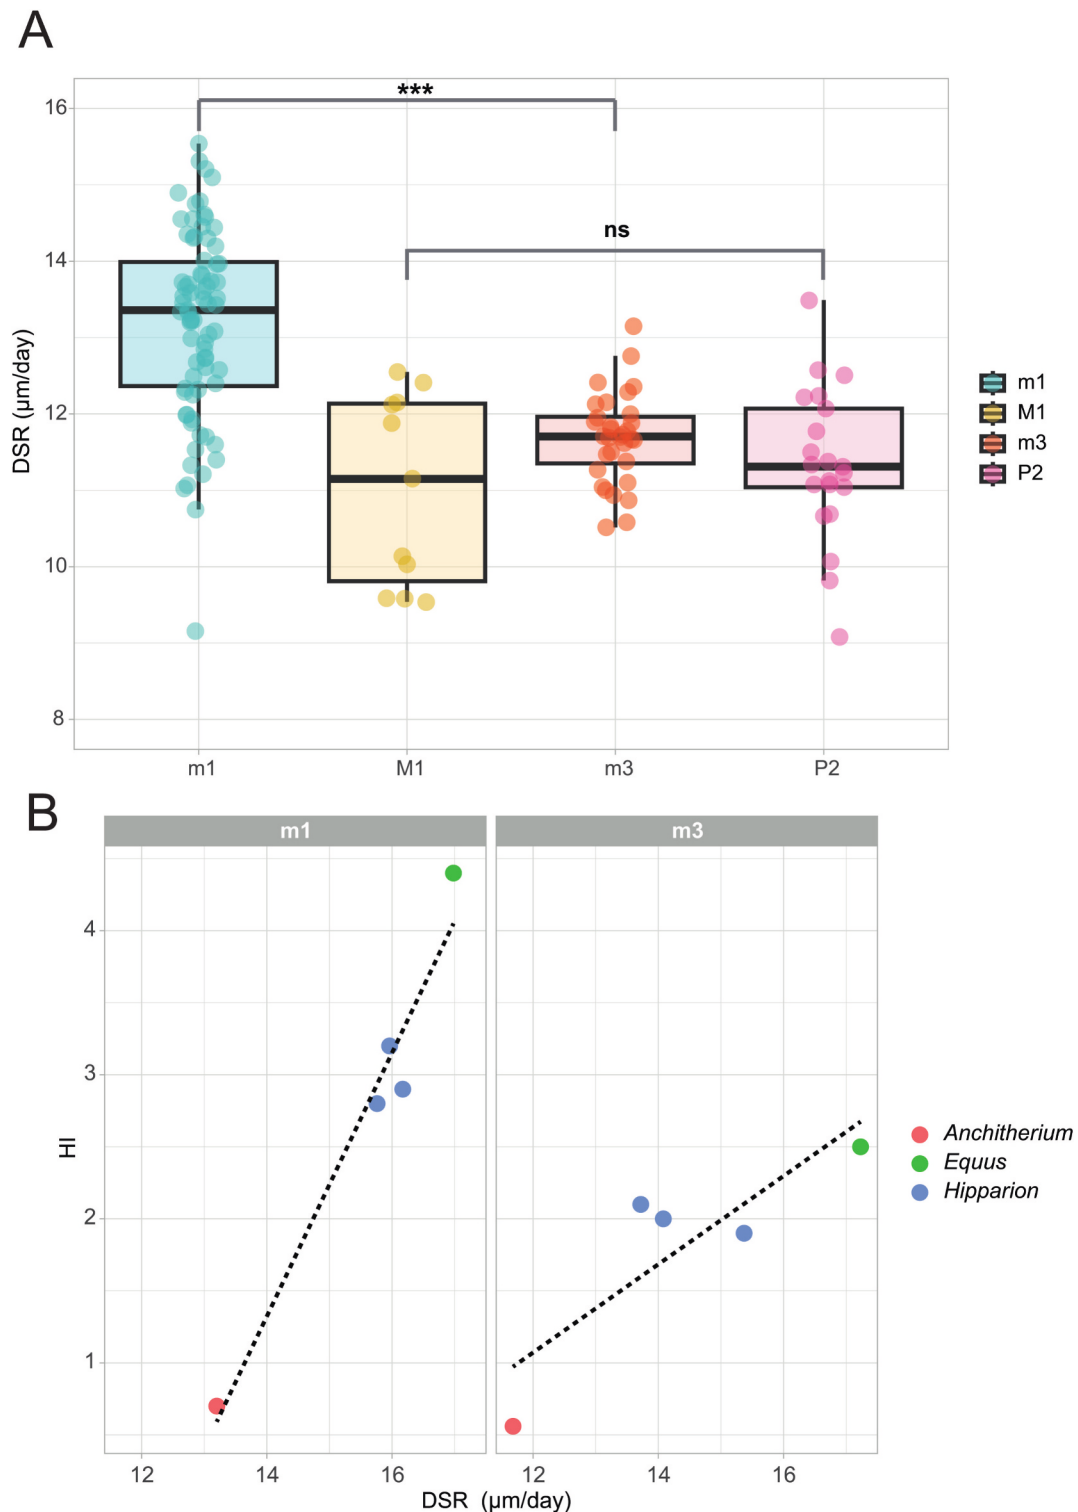 A
***
ns
16
14
12
10
8
DSR (µm/day)
m1
M1
m3
P2
m1
M1
m3
P2
B
m1
m3
4
3
2
1
HI
12
14
16
12
14
16
DSR (µm/day)
Anchitherium
Equus
Hipparion